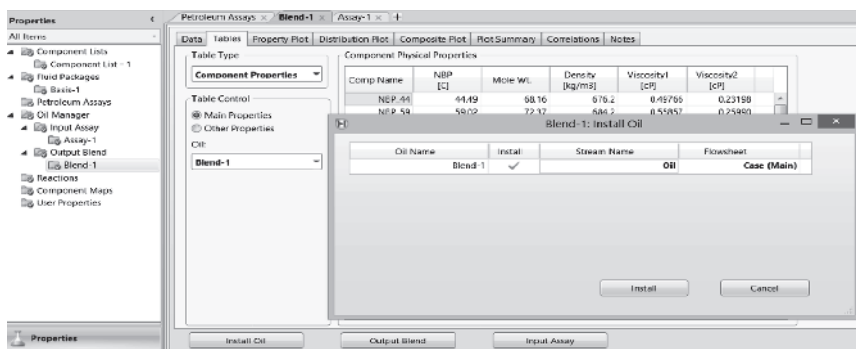 Properties
All Items
Component Lists
Component List - 1
Fluid Packages
Basis-1
Petroleum Assays
Oil Manager
Input Assay
Assay-1
Output Blend
Blend-1
Reactions
Component Maps
User Properties
Properties
Petroleum Assays × Blend-1 × Assay-1 × +
Data Tables Property Plot Distribution Plot Composite Plot Plot Summary Correlations Notes
Table Type
Component Properties
Table Control
Main Properties
Other Properties
Oil:
Blend-1
Component Physical Properties
Comp Name NBP [C] Mole Wt. Density [kg/m3] Viscosity1 [cP] Viscosity2 [cP]
NBP_44 44.49 68.16 676.2 0.49766 0.23198
NBP_59 59.02 72.37 684.2 0.55857 0.25990
Blend-1: Install Oil
Oil Name Install Stream Name Flowsheet
Blend-1 Oil Case (Main)
Install Cancel
Install Oil Output Blend Input Assay